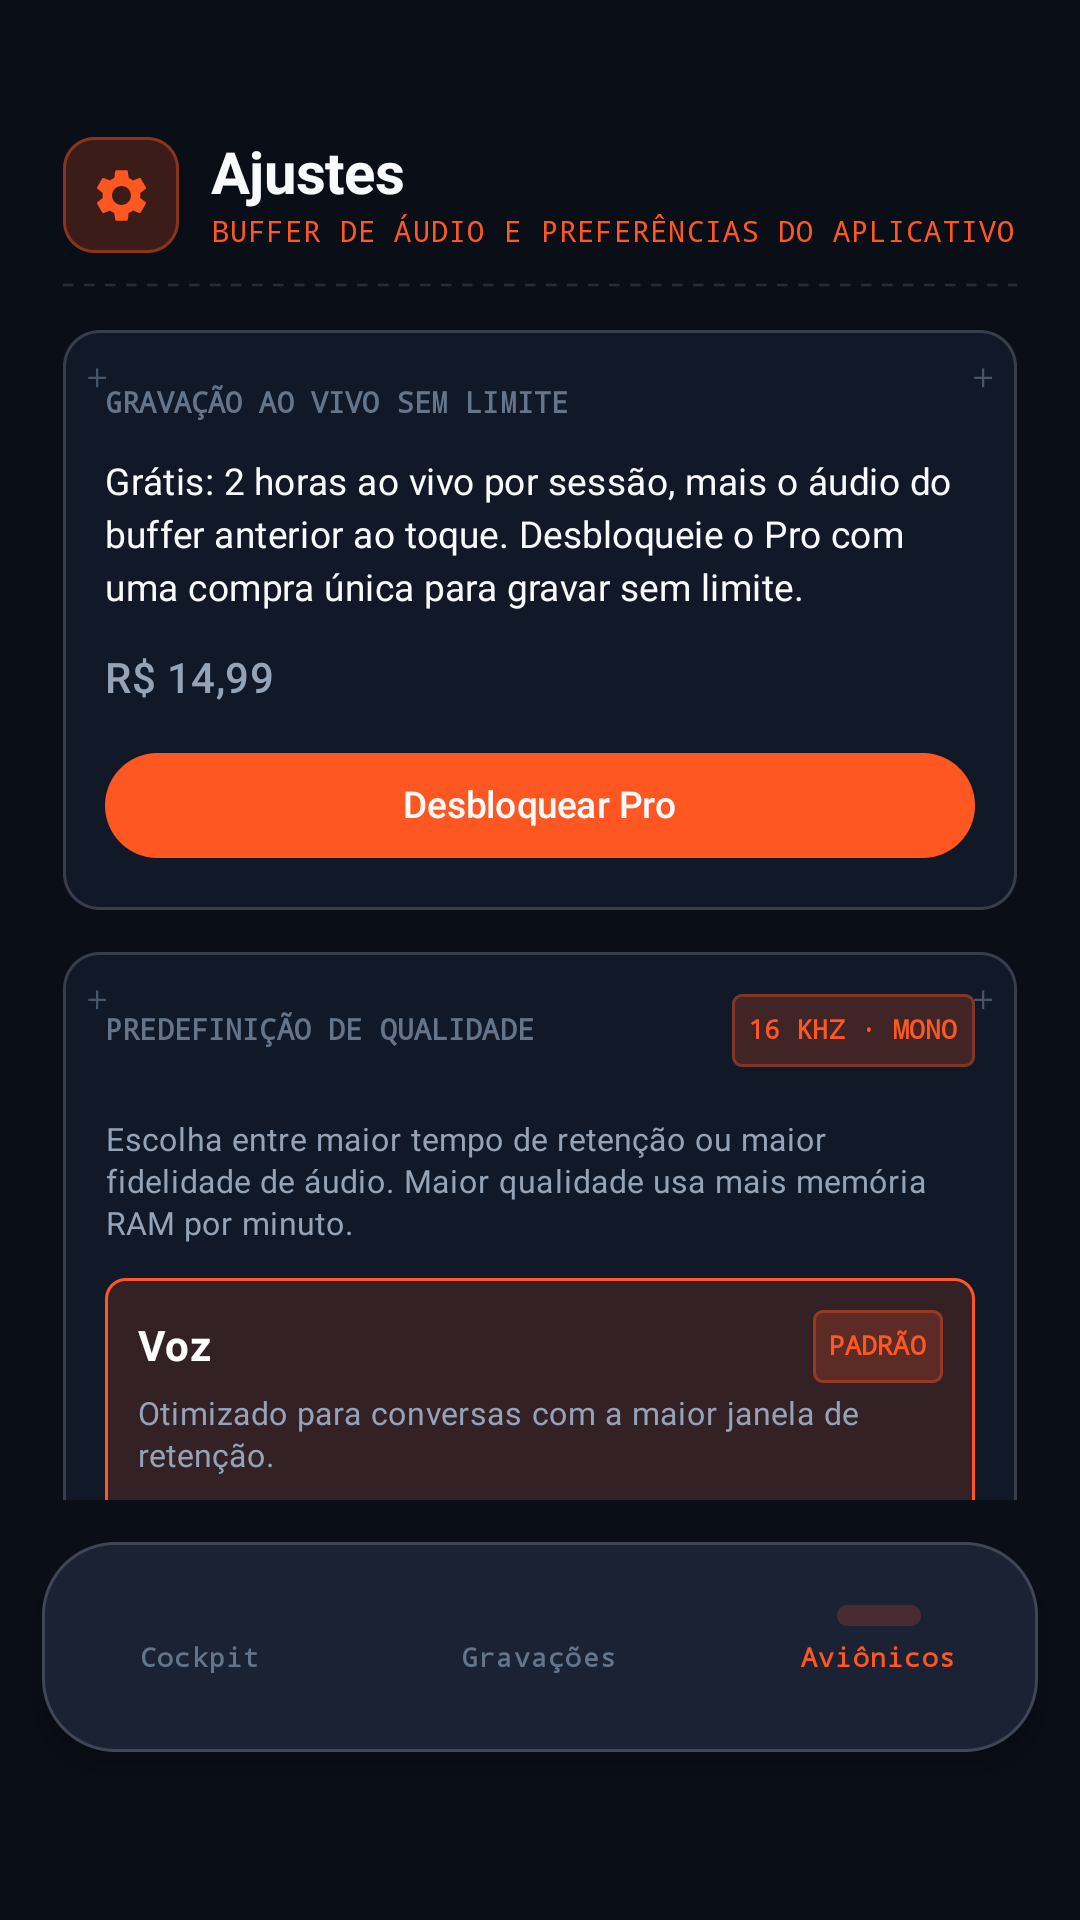 Ajustes
BUFFER DE ÁUDIO E PREFERÊNCIAS DO APLICATIVO
GRAVAÇÃO AO VIVO SEM LIMITE
Grátis: 2 horas ao vivo por sessão, mais o áudio do
buffer anterior ao toque. Desbloqueie o Pro com
uma compra única para gravar sem limite.
R$ 14,99
Desbloquear Pro
PREDEFINIÇÃO DE QUALIDADE
16 KHZ · MONO
Escolha entre maior tempo de retenção ou maior
fidelidade de áudio. Maior qualidade usa mais memória
RAM por minuto.
Voz
PADRÃO
Otimizado para conversas com a maior janela de
retenção.
Cockpit
Gravações
Aviônicos